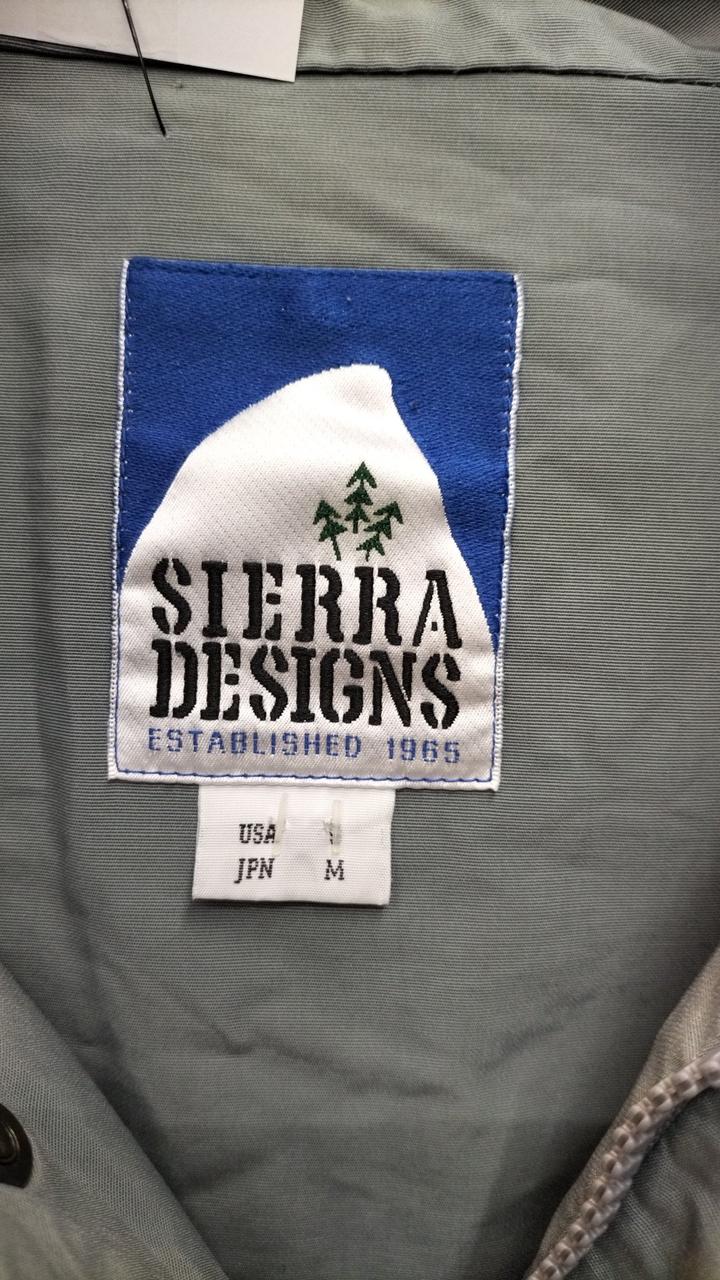 SIERRA
DESIGNS
ESTABLISHED 1965
USA
JPN M